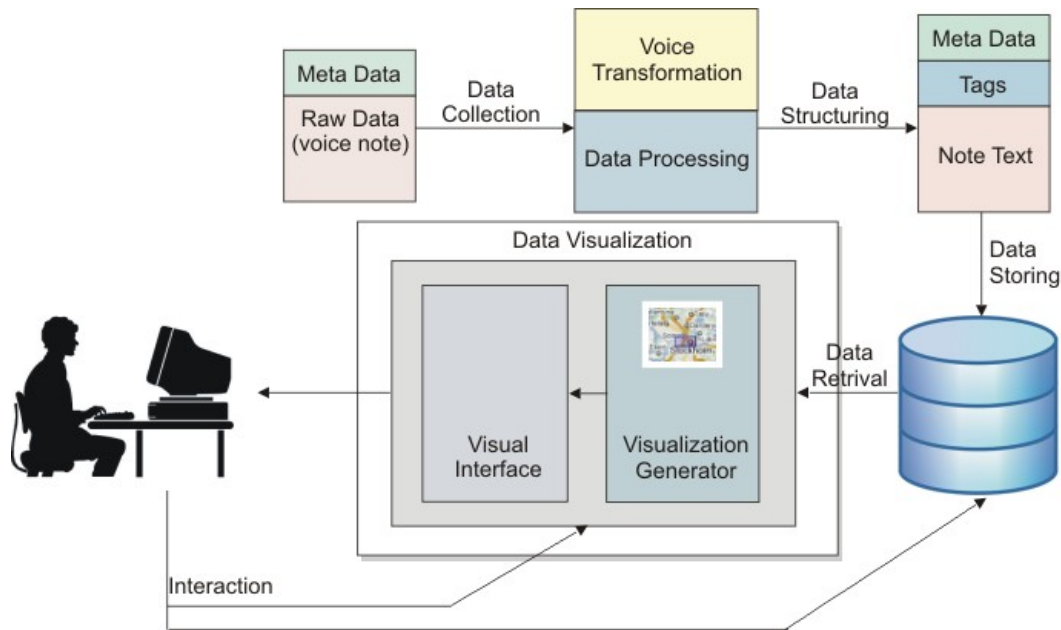 Meta Data
Raw Data
(voice note)
Data
Collection
Voice
Transformation
Data Processing
Data
Structuring
Meta Data
Tags
Note Text
Data
Storing
Data Visualization
Visual
Interface
Visualization
Generator
Data
Retrival
Interaction